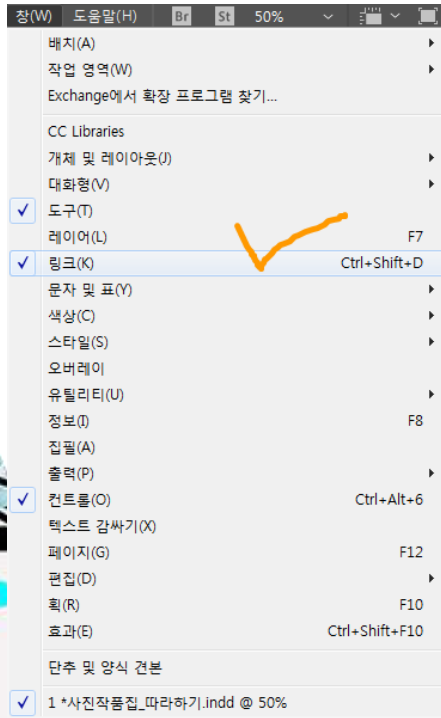 창(W) 도움말(H) Br St 50%
배치(A)
작업 영역(W)
Exchange에서 확장 프로그램 찾기...
CC Libraries
개체 및 레이아웃(J)
대화형(V)
도구(T)
레이어(L) F7
링크(K) Ctrl+Shift+D
문자 및 표(Y)
색상(C)
스타일(S)
오버레이
유틸리티(U)
정보(I) F8
집필(A)
출력(P)
컨트롤(O) Ctrl+Alt+6
텍스트 감싸기(X)
페이지(G) F12
편집(D)
획(R) F10
효과(E) Ctrl+Shift+F10
단추 및 양식 견본
1 *사진작품집_따라하기.indd @ 50%